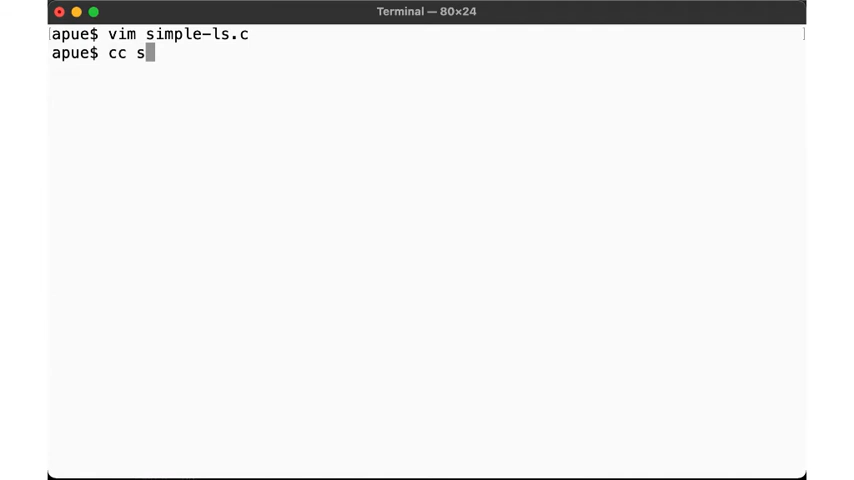 Terminal — 80×24
apue$ vim simple-ls.c
apue$ cc s